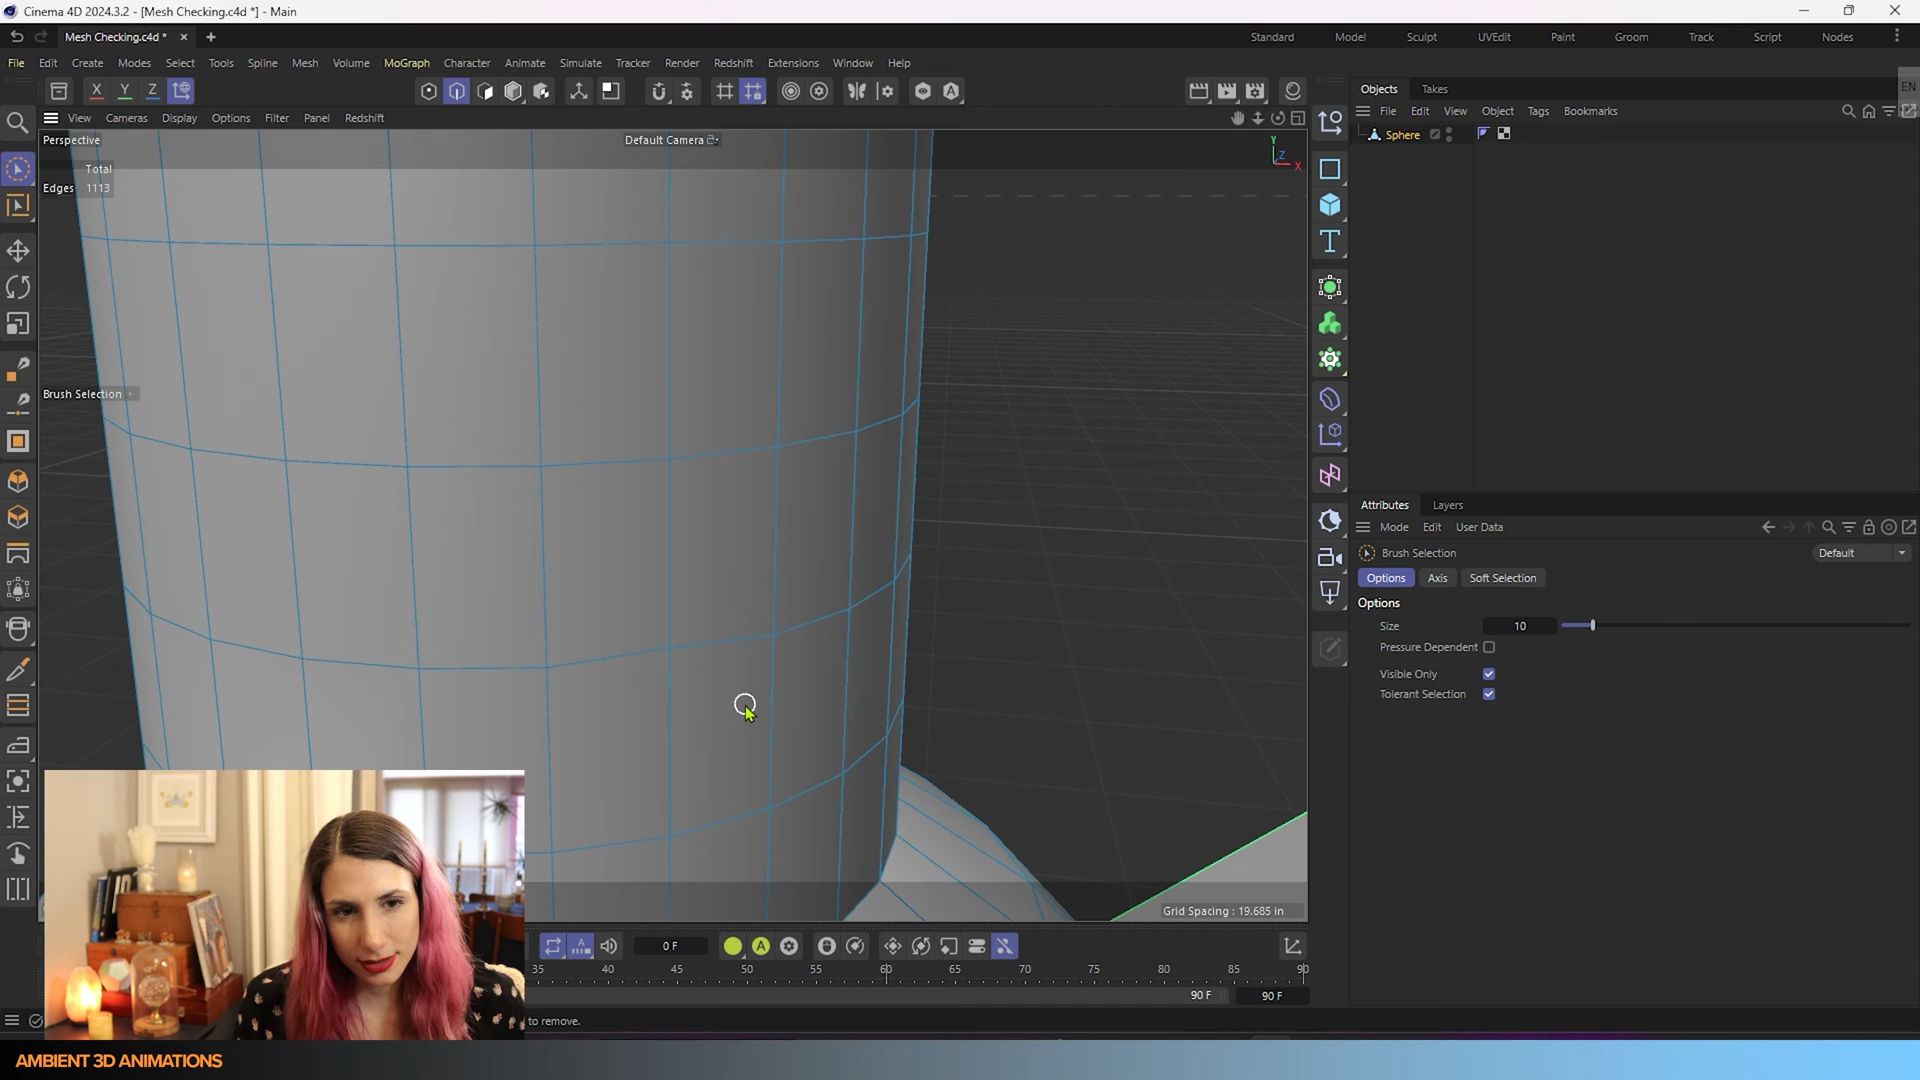 Cinema 4D 2024.3.2 - [Mesh Checking.c4d *] - Main
Mesh Checking.c4d *
Standard Model Sculpt UVEdit Paint Groom Track Script Nodes
File Edit Create Modes Select Tools Spline Mesh Volume MoGraph Character Animate Simulate Tracker Render Redshift Extensions Window Help
X Y Z
Objects Takes
EN
View Cameras Display Options Filter Panel Redshift
File Edit View Object Tags Bookmarks
Perspective
Default Camera
Sphere
Y
Z
X
Total
Edges 1113
Brush Selection
Attributes Layers
Mode Edit User Data
Brush Selection
Default
Options Axis Soft Selection
Options
Size 10
Pressure Dependent
Visible Only
Tolerant Selection
Grid Spacing : 19.685 in
0 F
35 40 45 50 55 60 65 70 75 80 85 90
90 F 90 F
to remove.
AMBIENT 3D ANIMATIONS